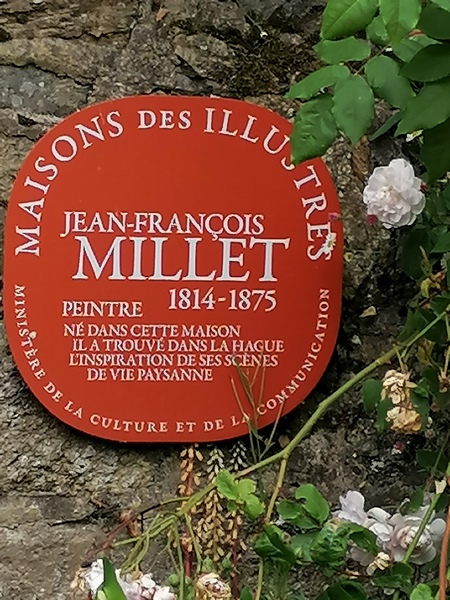 MAISONS DES ILLUSTRES
JEAN-FRANÇOIS
MILLET
1814-1875
PEINTRE
NÉ DANS CETTE MAISON
IL A TROUVÉ DANS LA HAGUE
L'INSPIRATION DE SES SCÈNES
DE VIE PAYSANNE
MINISTÈRE DE LA CULTURE ET DE LA COMMUNICATION